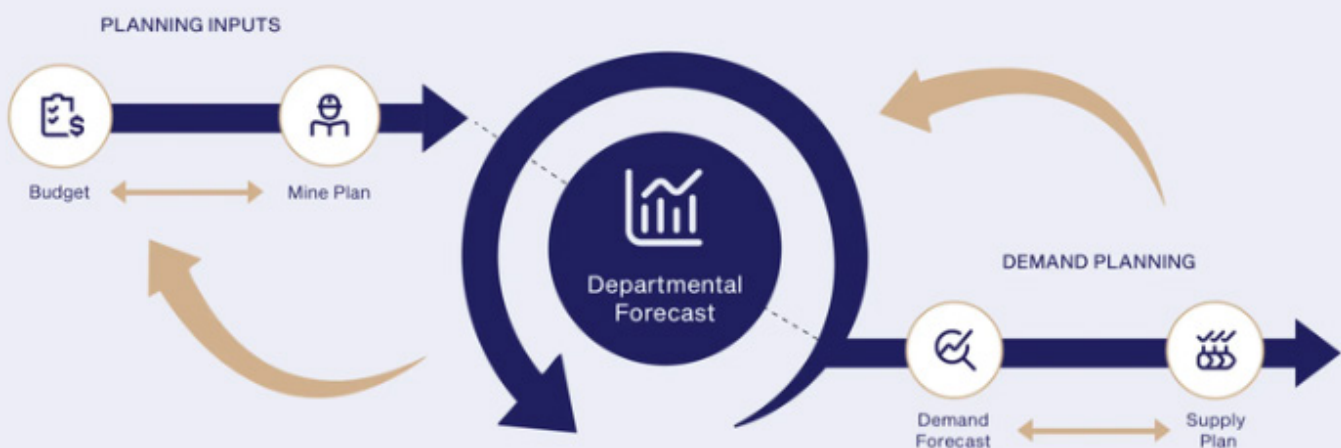 PLANNING INPUTS
Budget
Mine Plan
Departmental
Forecast
DEMAND PLANNING
Demand
Forecast
Supply
Plan